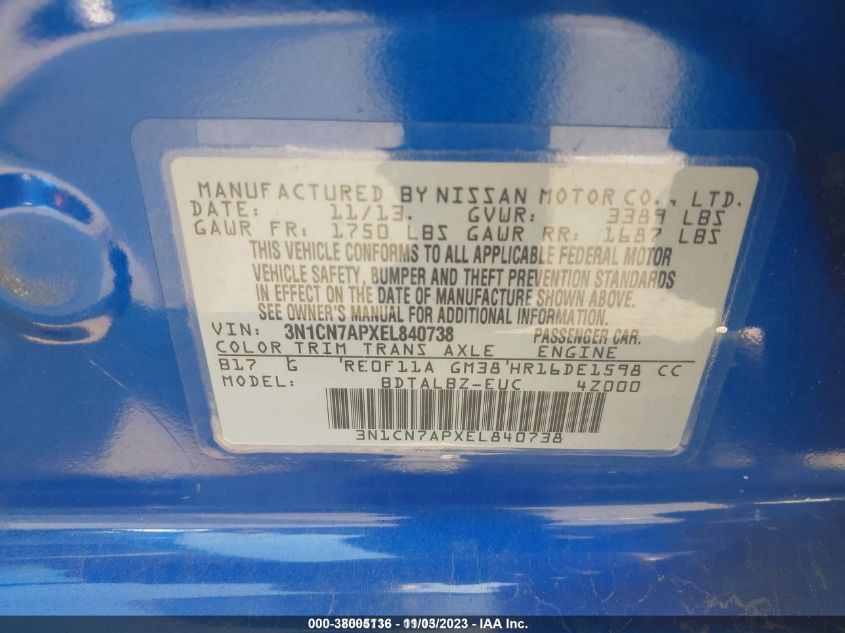 MANUFACTURED BY NISSAN MOTOR CO., LTD.
DATE: 11/13. GVWR: 3389 LBS
GAWR FR: 1750 LBS GAWR RR: 1687 LBS
THIS VEHICLE CONFORMS TO ALL APPLICABLE FEDERAL MOTOR
VEHICLE SAFETY, BUMPER AND THEFT PREVENTION STANDARDS
IN EFFECT ON THE DATE OF MANUFACTURE SHOWN ABOVE.
SEE OWNER'S MANUAL FOR ADDITIONAL INFORMATION.
VIN: 3N1CN7APXEL840738 PASSENGER CAR.
COLOR TRIM TRANS AXLE ENGINE
B17 G 'RE0F11A GM38'HR16DE1598 CC
MODEL: BDTALBZ-EUC 4Z000
3N1CN7APXEL840738
000-38005136 - 11/03/2023 - IAA Inc.